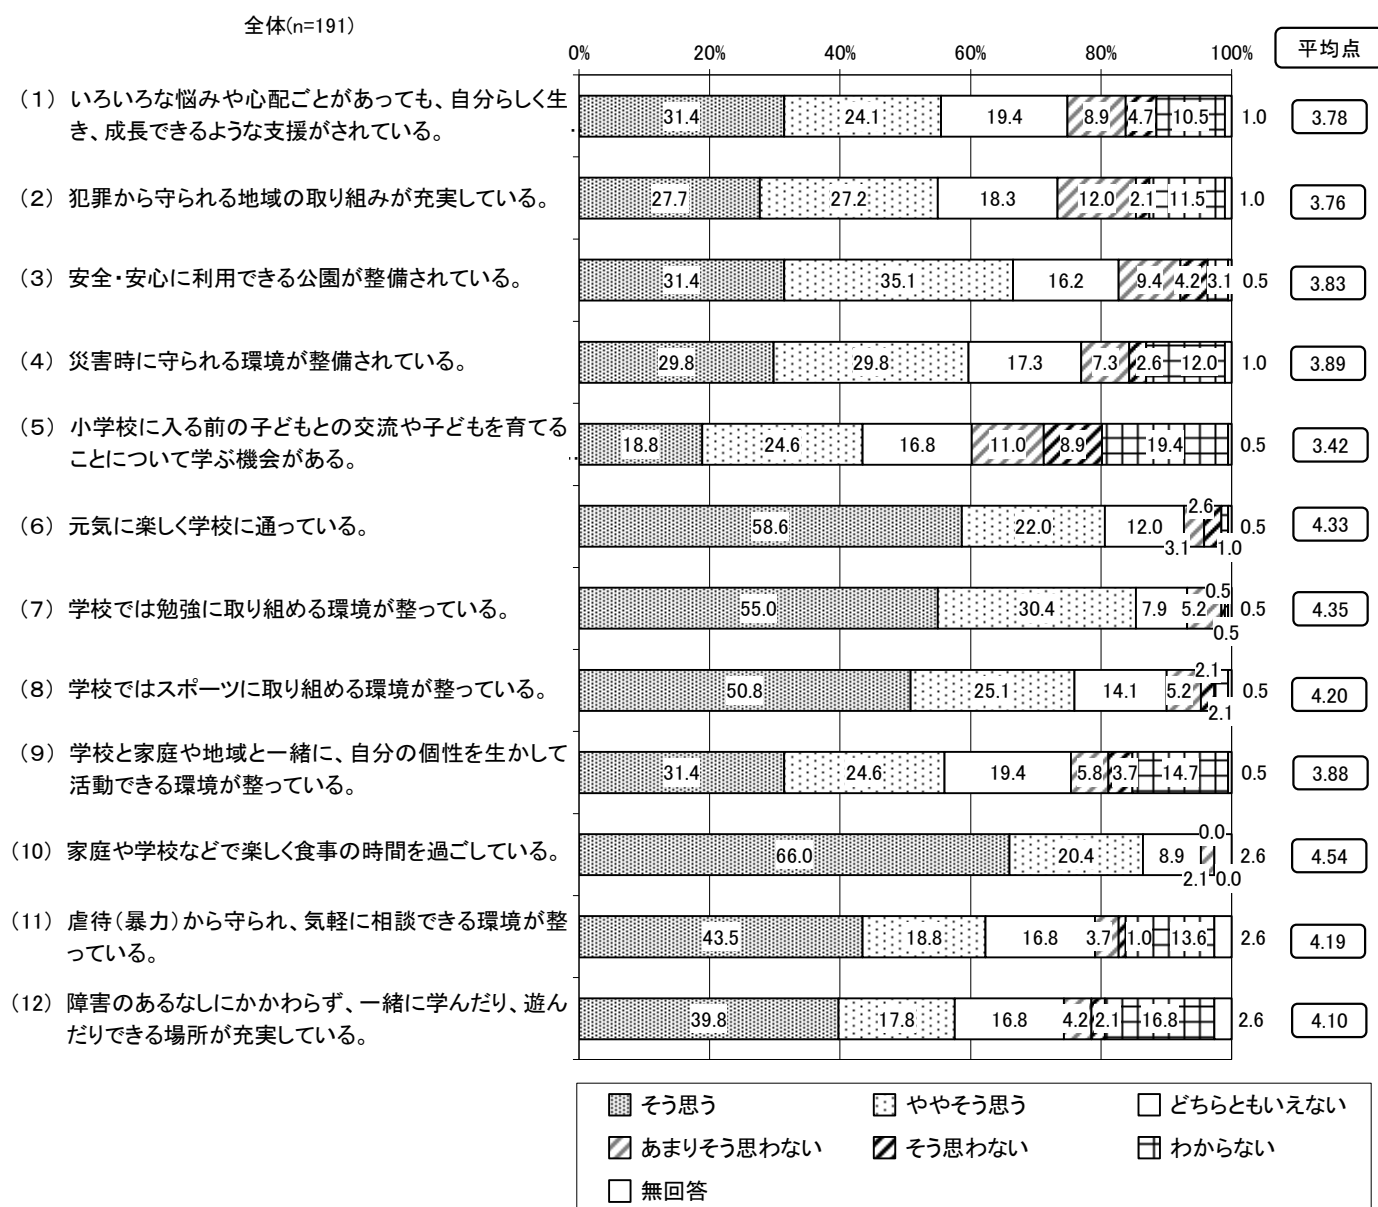 全体(n=191)
0% 20% 40% 60% 80% 100% 平均点
(1) いろいろな悩みや心配ごとがあっても、自分らしく生
き、成長できるような支援がされている。
31.4 24.1 19.4 8.9 4.7 10.5 1.0 3.78
(2) 犯罪から守られる地域の取り組みが充実している。
27.7 27.2 18.3 12.0 2.1 11.5 1.0 3.76
(3) 安全・安心に利用できる公園が整備されている。
31.4 35.1 16.2 9.4 4.2 3.1 0.5 3.83
(4) 災害時に守られる環境が整備されている。
29.8 29.8 17.3 7.3 2.6 12.0 1.0 3.89
(5) 小学校に入る前の子どもとの交流や子どもを育てる
ことについて学ぶ機会がある。
18.8 24.6 16.8 11.0 8.9 19.4 0.5 3.42
(6) 元気に楽しく学校に通っている。
58.6 22.0 12.0 3.1 2.6 1.0 0.5 4.33
(7) 学校では勉強に取り組める環境が整っている。
55.0 30.4 7.9 5.2 0.5 0.5 0.5 4.35
(8) 学校ではスポーツに取り組める環境が整っている。
50.8 25.1 14.1 5.2 2.1 2.1 0.5 4.20
(9) 学校と家庭や地域と一緒に、自分の個性を生かして
活動できる環境が整っている。
31.4 24.6 19.4 5.8 3.7 14.7 0.5 3.88
(10) 家庭や学校などで楽しく食事の時間を過ごしている。
66.0 20.4 8.9 2.1 0.0 0.0 2.6 4.54
(11) 虐待(暴力)から守られ、気軽に相談できる環境が整
っている。
43.5 18.8 16.8 3.7 1.0 13.6 2.6 4.19
(12) 障害のあるなしにかかわらず、一緒に学んだり、遊ん
だりできる場所が充実している。
39.8 17.8 16.8 4.2 2.1 16.8 2.6 4.10
そう思う ややそう思う どちらともいえない
あまりそう思わない そう思わない わからない
無回答